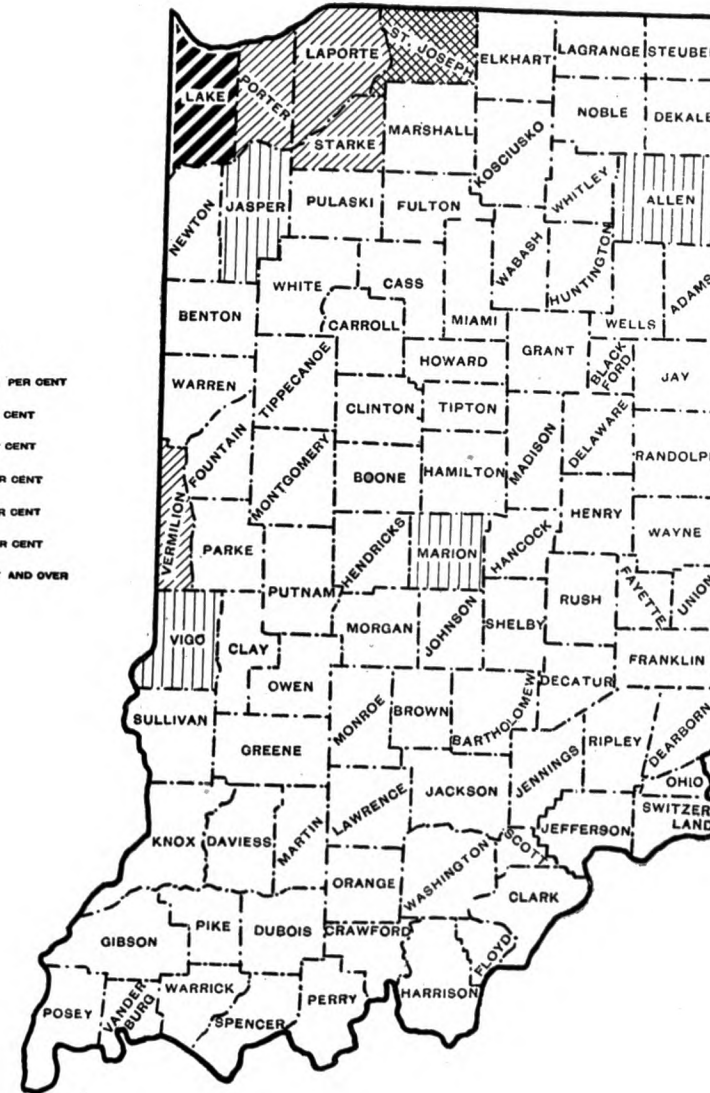 ST. JOSEPH
LAPORTE
ELKHART
LAGRANGE
STEUBE
LAKE
PORTER
NOBLE
DEKALB
MARSHALL
STARKE
KOSCIUSKO
WHITLEY
ALLEN
JASPER
PULASKI
FULTON
NEWTON
WABASH
HUNTINGTON
WHITE
CASS
ADAMS
BENTON
CARROLL
MIAMI
WELLS
GRANT
BLACK
FORD
HOWARD
JAY
PER CENT
WARREN
TIPPECANOE
CLINTON
TIPTON
CENT
MADISON
DELAWARE
CENT
FOUNTAIN
MONTGOMERY
BOONE
HAMILTON
RANDOLPH
R CENT
HENRY
R CENT
VERMILION
WAYNE
PARKE
HENDRICKS
MARION
HANCOCK
R CENT
AND OVER
PUTNAM
RUSH
FAYETTE
UNION
VIGO
CLAY
MORGAN
JOHNSON
SHELBY
FRANKLIN
OWEN
DECATUR
SULLIVAN
MONROE
BROWN
BARTHOLOMEW
RIPLEY
DEARBORN
GREENE
JENNINGS
OHIO
JACKSON
SWITZER
LAND
LAWRENCE
JEFFERSON
KNOX
DAVIESS
MARTIN
SCOTT
WASHINGTON
ORANGE
CLARK
PIKE
DUBOIS
CRAWFORD
GIBSON
FLOYD
WARRICK
HARRISON
PERRY
POSEY
VANDER
BURG
SPENCER